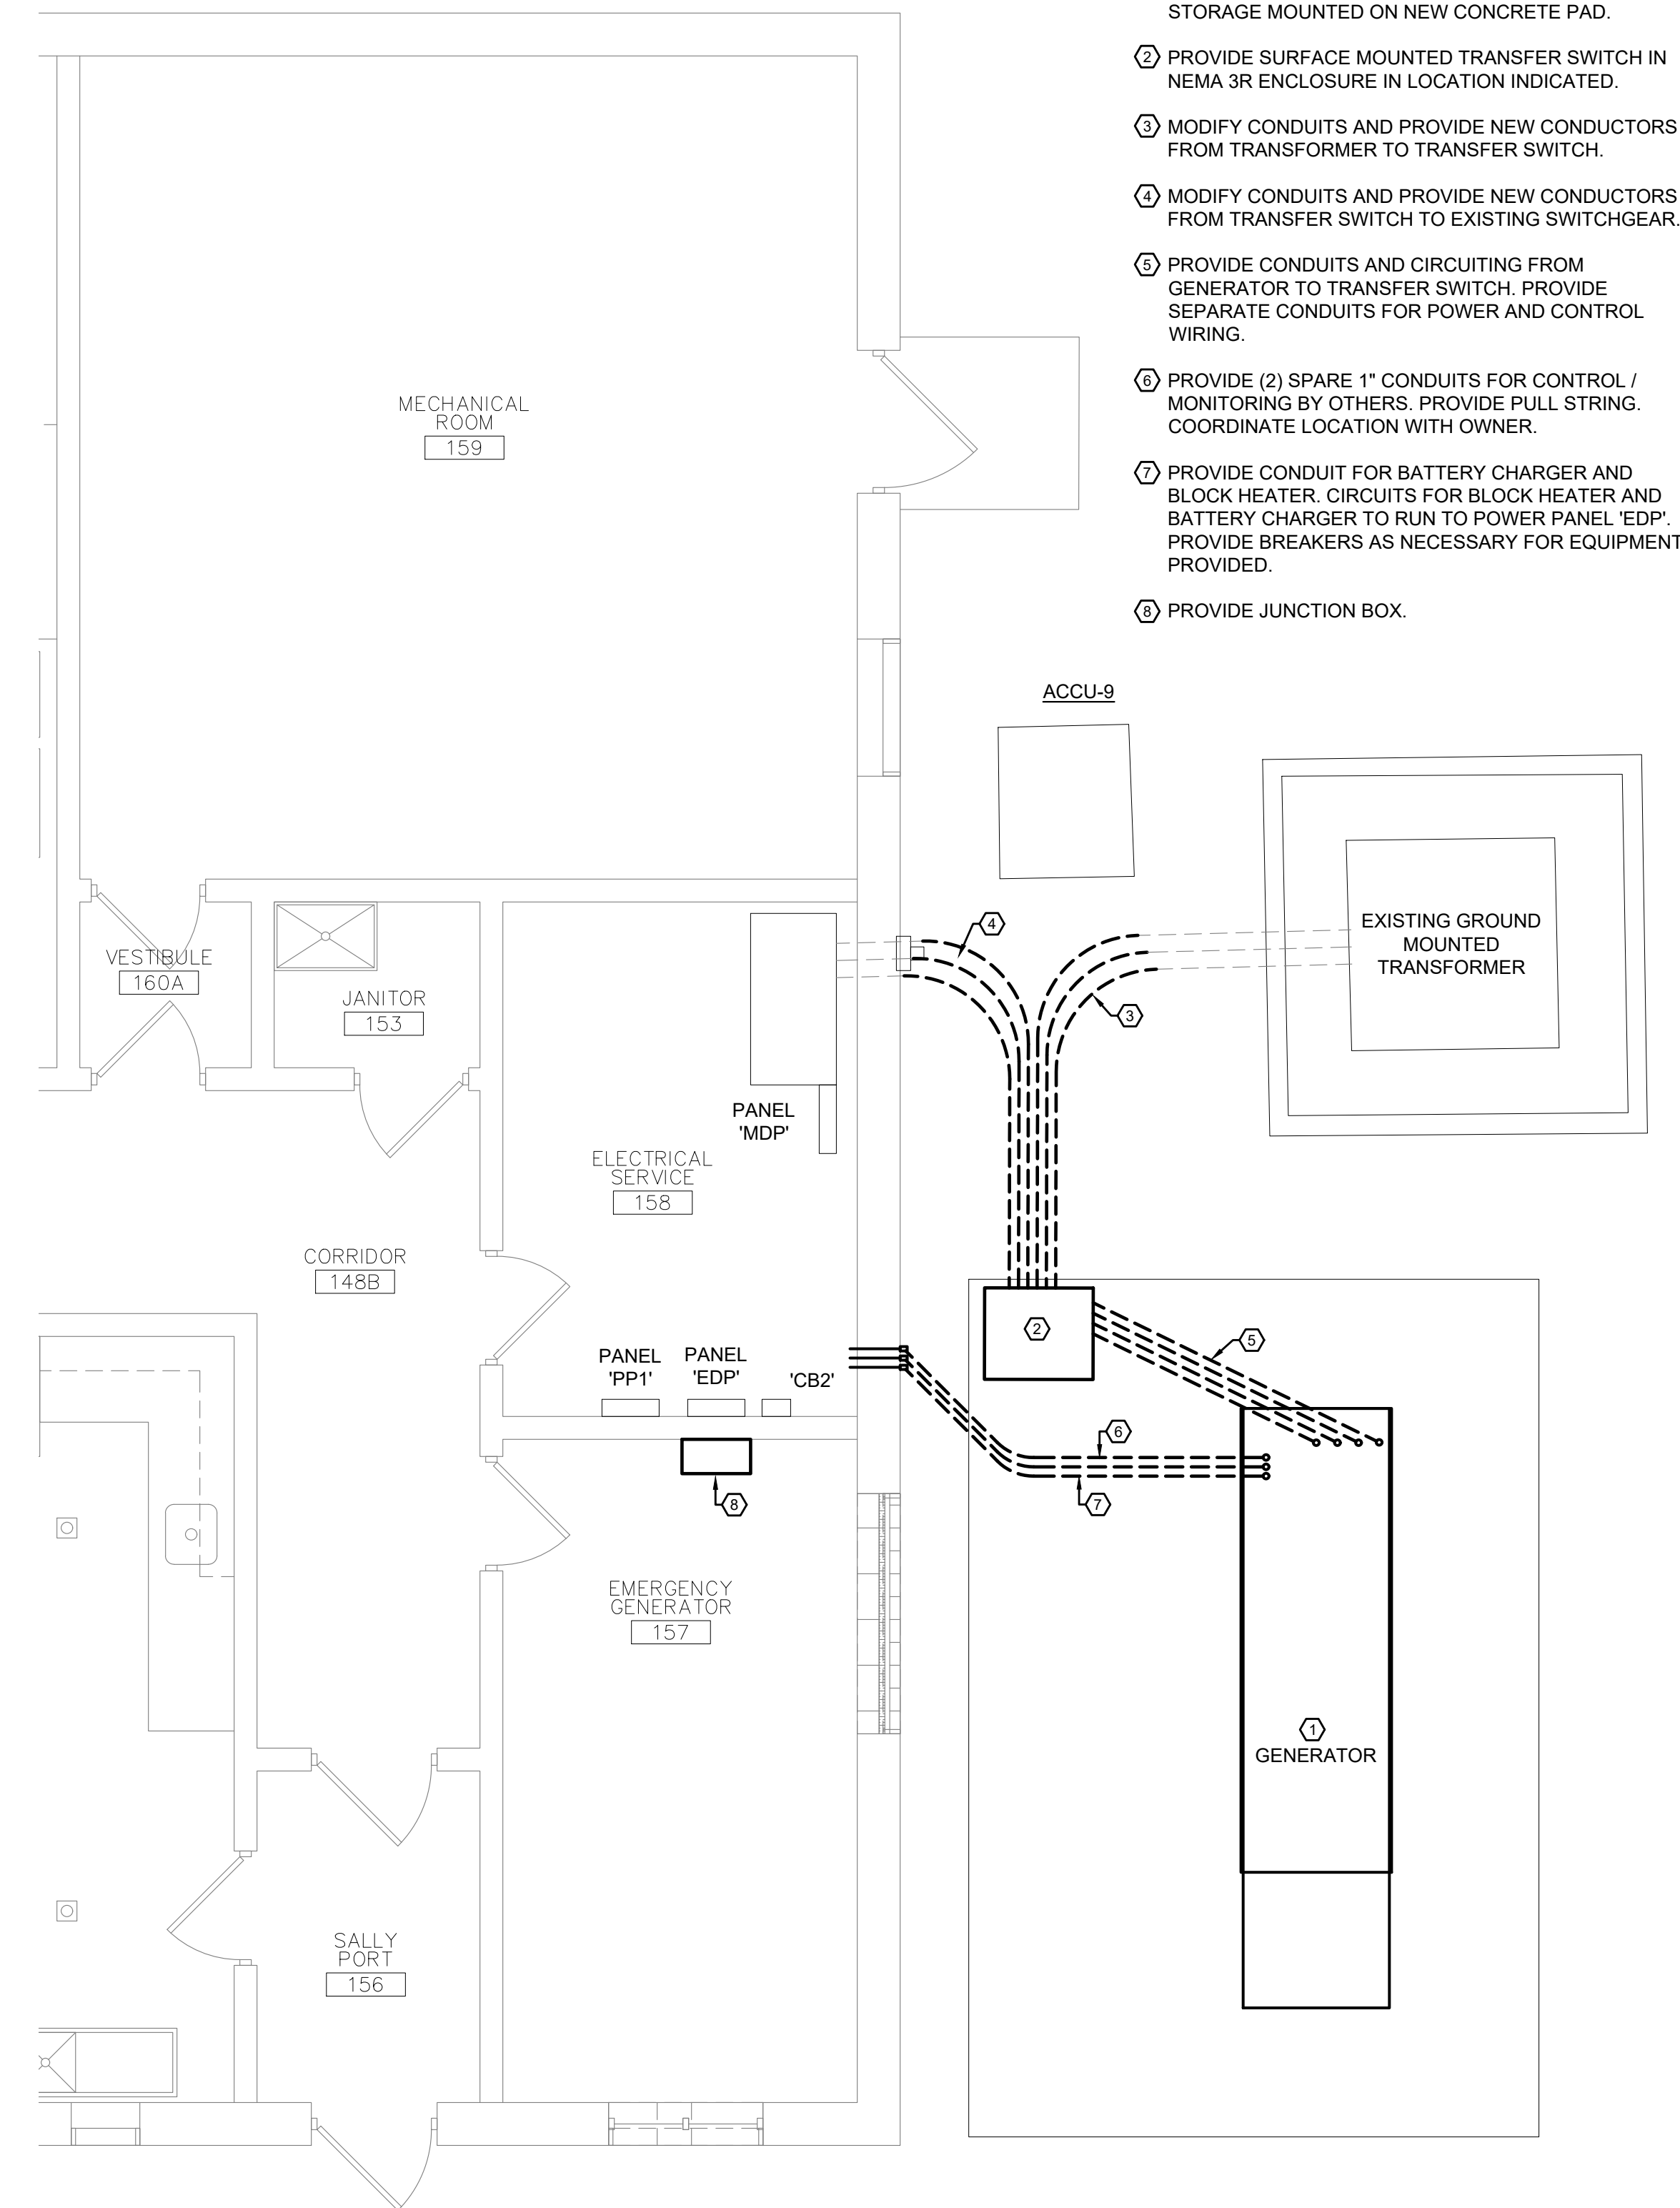 STORAGE MOUNTED ON NEW CONCRETE PAD.
2 PROVIDE SURFACE MOUNTED TRANSFER SWITCH IN
NEMA 3R ENCLOSURE IN LOCATION INDICATED.
3 MODIFY CONDUITS AND PROVIDE NEW CONDUCTORS
FROM TRANSFORMER TO TRANSFER SWITCH.
4 MODIFY CONDUITS AND PROVIDE NEW CONDUCTORS
FROM TRANSFER SWITCH TO EXISTING SWITCHGEAR.
5 PROVIDE CONDUITS AND CIRCUITING FROM
GENERATOR TO TRANSFER SWITCH. PROVIDE
SEPARATE CONDUITS FOR POWER AND CONTROL
WIRING.
6 PROVIDE (2) SPARE 1" CONDUITS FOR CONTROL /
MONITORING BY OTHERS. PROVIDE PULL STRING.
COORDINATE LOCATION WITH OWNER.
7 PROVIDE CONDUIT FOR BATTERY CHARGER AND
BLOCK HEATER. CIRCUITS FOR BLOCK HEATER AND
BATTERY CHARGER TO RUN TO POWER PANEL 'EDP'.
PROVIDE BREAKERS AS NECESSARY FOR EQUIPMENT
PROVIDED.
8 PROVIDE JUNCTION BOX.
MECHANICAL
ROOM
159
ACCU-9
EXISTING GROUND
MOUNTED
TRANSFORMER
4
3
VESTIBULE
160A
JANITOR
153
PANEL
'MDP'
ELECTRICAL
SERVICE
158
CORRIDOR
148B
2
5
PANEL
'PP1'
PANEL
'EDP'
'CB2'
6
7
8
EMERGENCY
GENERATOR
157
1
GENERATOR
SALLY
PORT
156